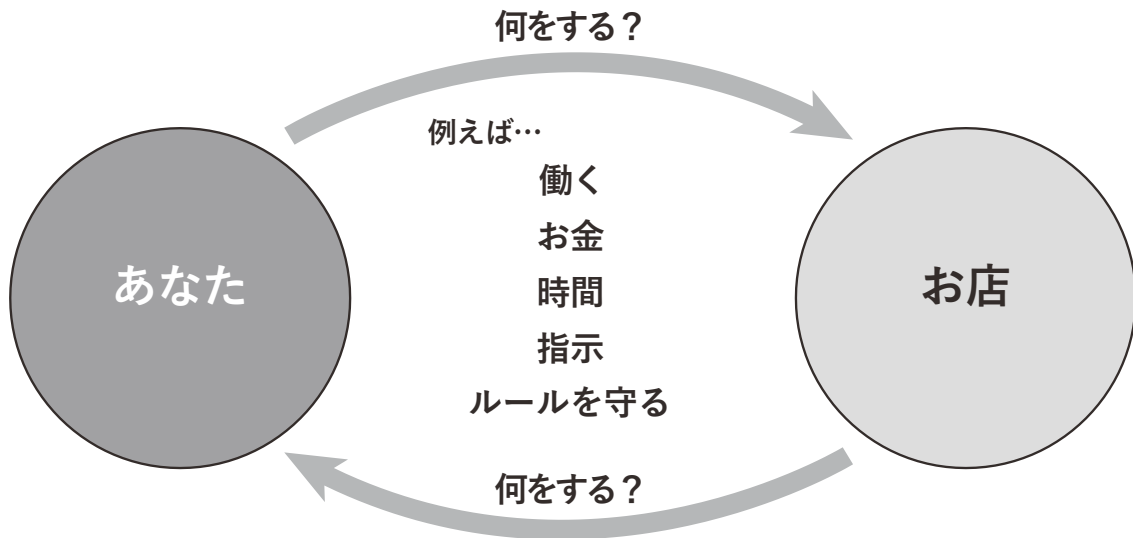 何をする？
例えば…
働く
お金
時間
指示
ルールを守る
あなた
お店
何をする？